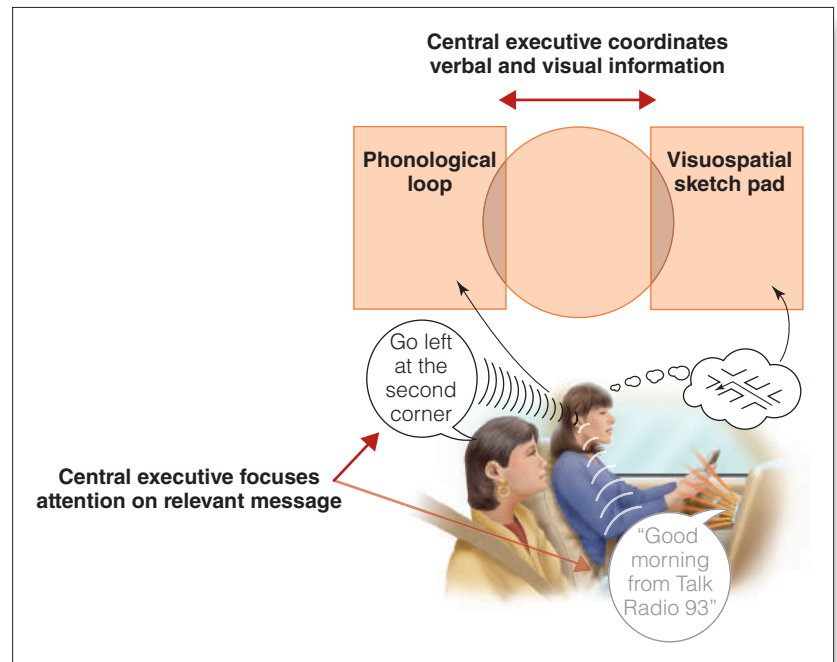 Central executive coordinates
verbal and visual information
Phonological
loop
Visuospatial
sketch pad
Go left
at the
second
corner
Central executive focuses
attention on relevant message
“Good
morning
from Talk
Radio 93”